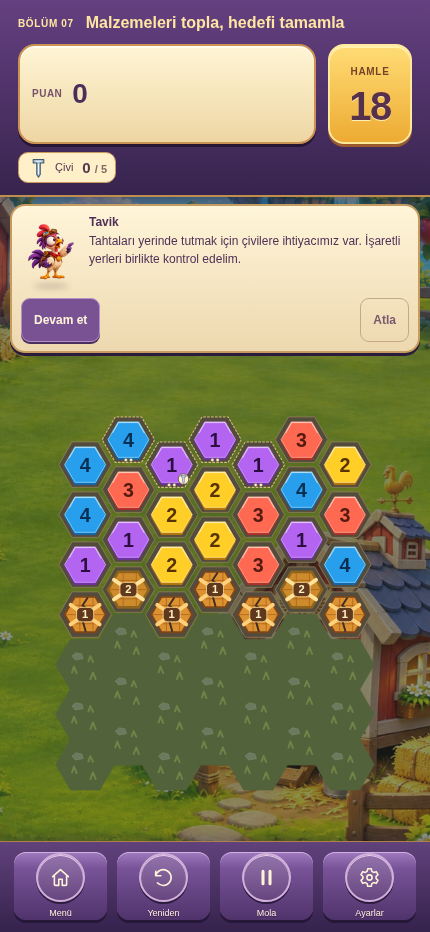 BÖLÜM 07 Malzemeleri topla, hedefi tamamla
PUAN 0
HAMLE
18
Çivi 0 / 5
Tavik
Tahtaları yerinde tutmak için çivilere ihtiyacımız var. İşaretli
yerleri birlikte kontrol edelim.
Devam et Atla
4 1 3
4 1 1 2
3 2 4
4 2 3 3
1 2 1
1 2 3 4
2 1 2
1 1 1 1
Menü Yeniden Mola Ayarlar